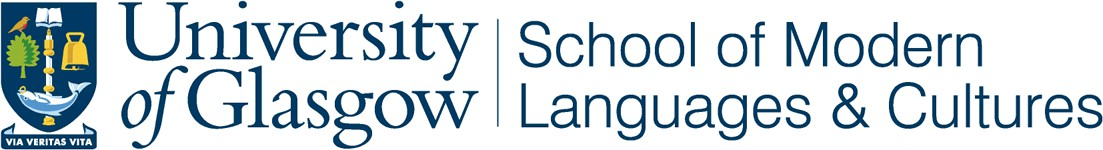 University
of Glasgow
School of Modern
Languages & Cultures
VIA VERITAS VITA